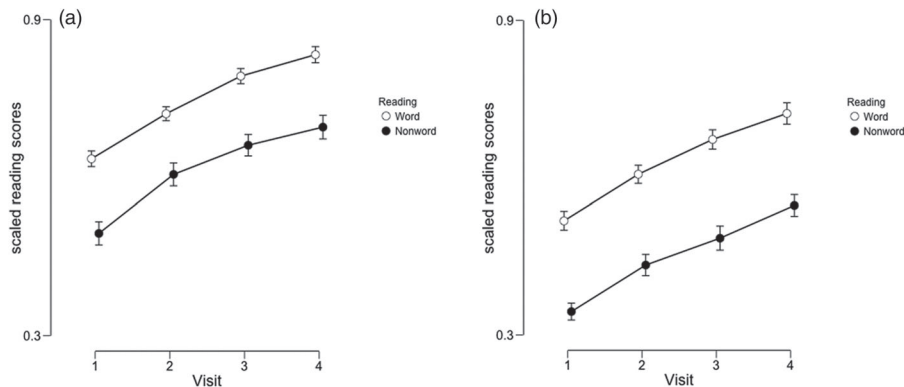 (a)
0.9
scaled reading scores
0.3
1 2 3 4
Visit
Reading
Word
Nonword
(b)
0.9
scaled reading scores
0.3
1 2 3 4
Visit
Reading
Word
Nonword